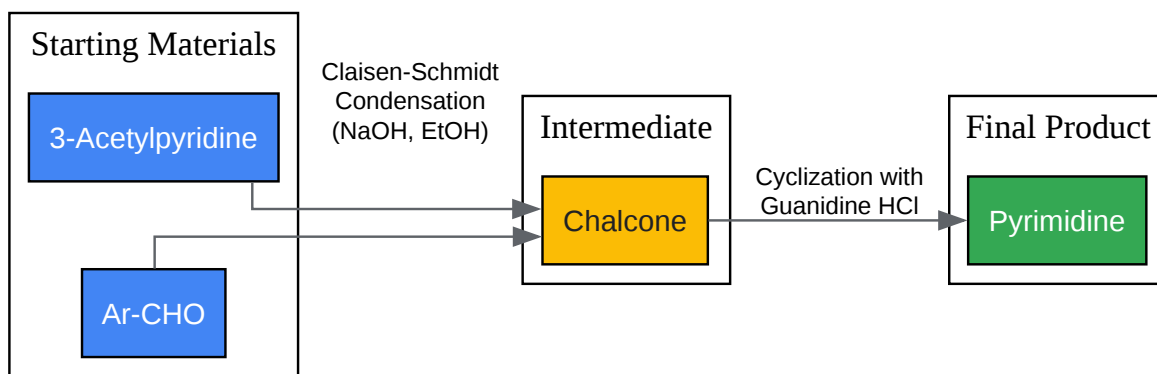 Starting Materials
3-Acetylpyridine
Ar-CHO
Claisen-Schmidt
Condensation
(NaOH, EtOH)
Intermediate
Chalcone
Cyclization with
Guanidine HCl
Final Product
Pyrimidine